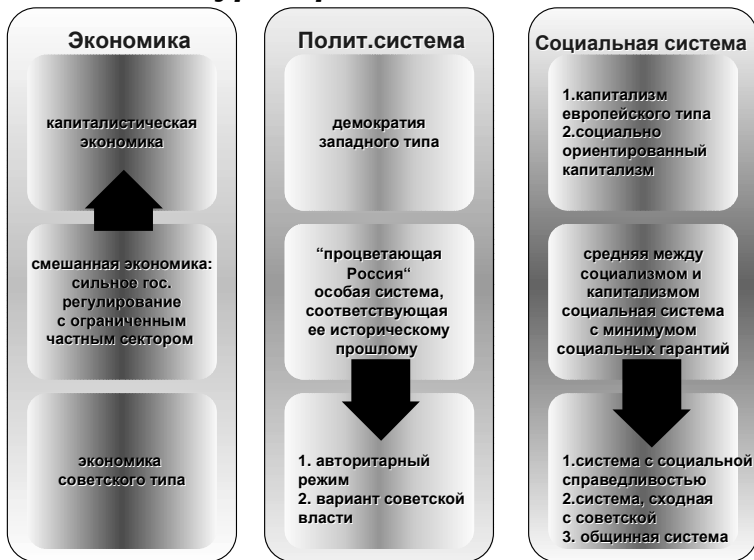 Экономика
капиталистическая
экономика
смешанная экономика:
сильное гос.
регулирование
с ограниченным
частным сектором
экономика
советского типа
Полит.система
демократия
западного типа
“процветающая
Россия“
особая система,
соответствующая
ее историческому
прошлому
1. авторитарный
режим
2. вариант советской
власти
Социальная система
1.капитализм
европейского типа
2.социально
ориентированный
капитализм
средняя между
социализмом и
капитализмом
социальная система
с минимумом
социальных гарантий
1.система с социальной
справедливостью
2.система, сходная
с советской
3. общинная система